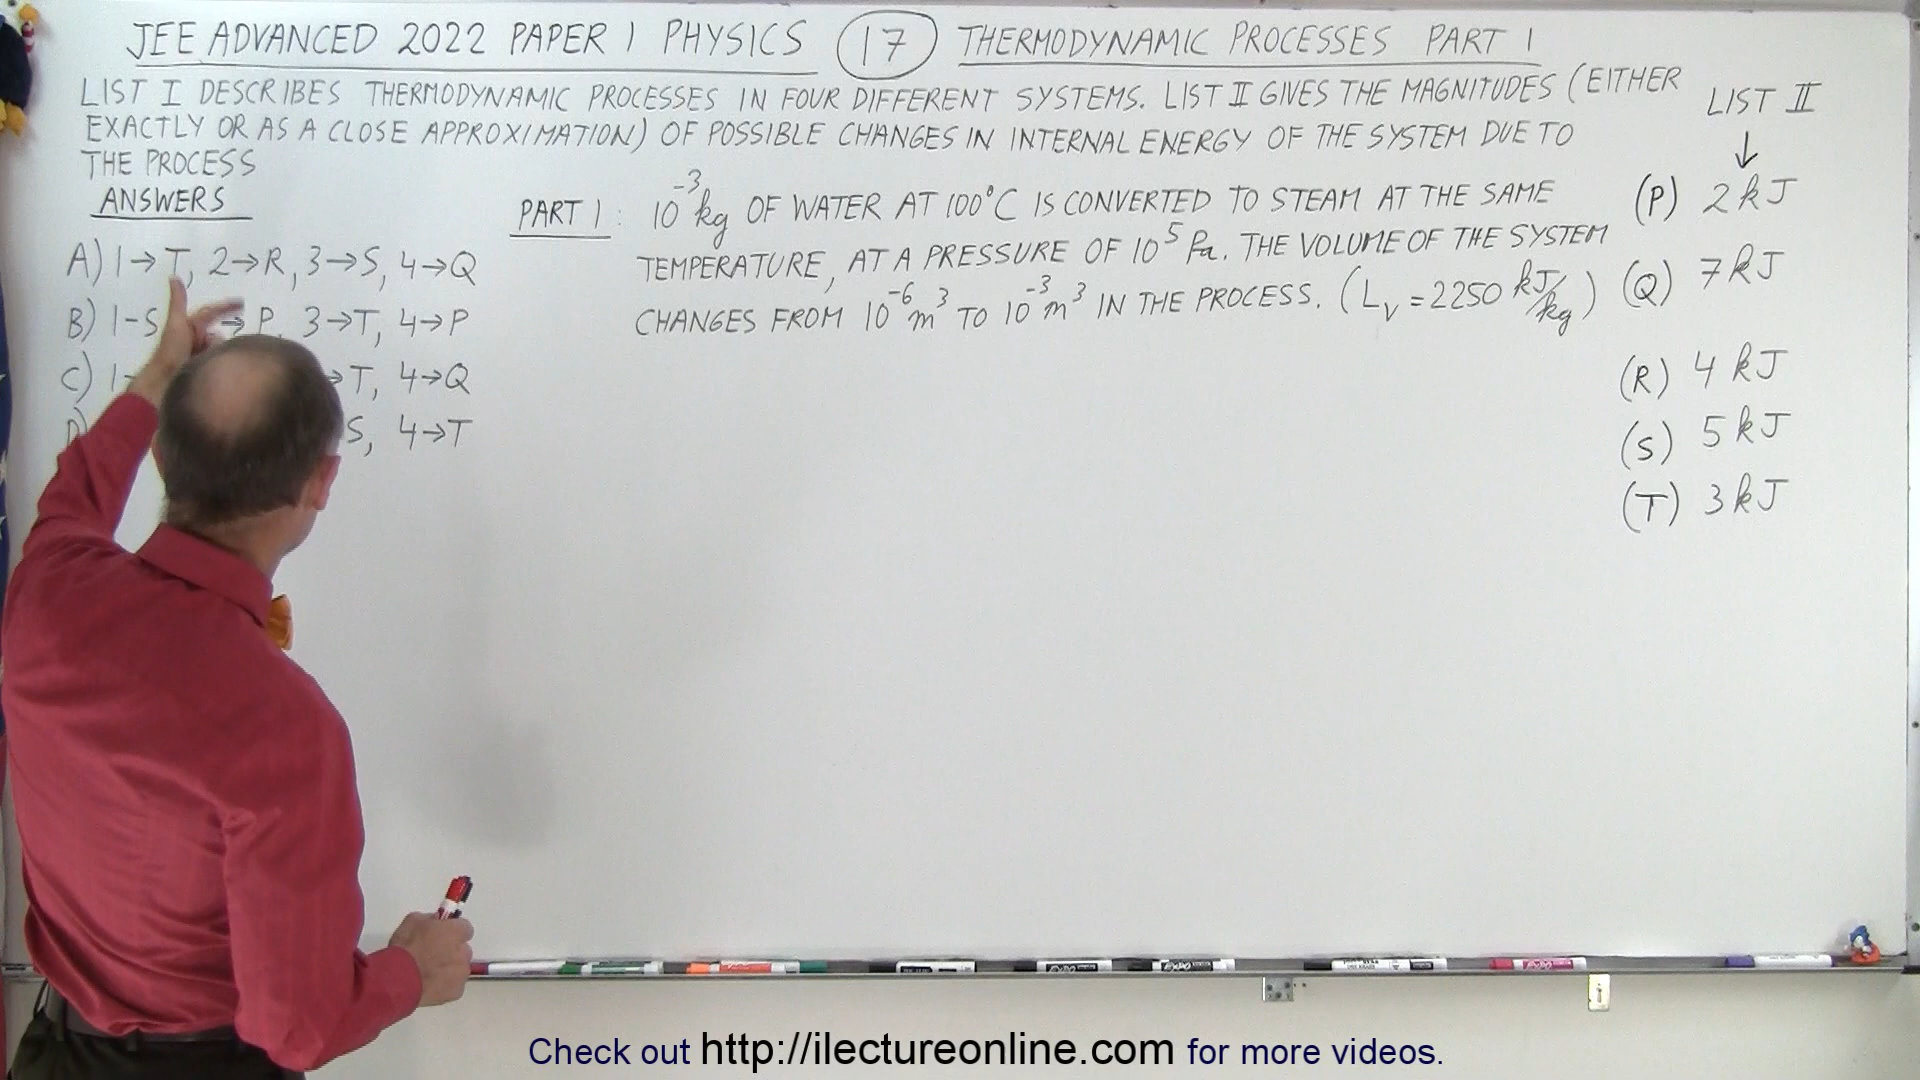 JEE ADVANCED 2022 PAPER 1 PHYSICS 17 THERMODYNAMIC PROCESSES PART 1
LIST I DESCRIBES THERMODYNAMIC PROCESSES IN FOUR DIFFERENT SYSTEMS. LIST II GIVES THE MAGNITUDES (EITHER
EXACTLY OR AS A CLOSE APPROXIMATION) OF POSSIBLE CHANGES IN INTERNAL ENERGY OF THE SYSTEM DUE TO
THE PROCESS
ANSWERS
A) 1→T, 2→R, 3→S, 4→Q
B) 1-S →P, 3→T, 4→P
C) 1- →T, 4→Q
D) S, 4→T
PART 1: 10⁻³ kg OF WATER AT 100°C IS CONVERTED TO STEAM AT THE SAME
TEMPERATURE, AT A PRESSURE OF 10⁵ Pa. THE VOLUME OF THE SYSTEM
CHANGES FROM 10⁻⁶ m³ TO 10⁻³ m³ IN THE PROCESS. (Lᵥ = 2250 kJ/kg)
LIST II
↓
(P) 2 kJ
(Q) 7 kJ
(R) 4 kJ
(S) 5 kJ
(T) 3 kJ
Check out http://ilectureonline.com for more videos.